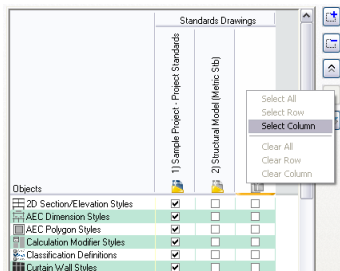 Standards Drawings
1) Sample Project - Project Standards
2) Structural Model (Metric Stb)
Select All
Select Row
Select Column
Clear All
Clear Row
Clear Column
Objects
2D Section/Elevation Styles
AEC Dimension Styles
AEC Polygon Styles
Calculation Modifier Styles
Classification Definitions
Curtain Wall Styles